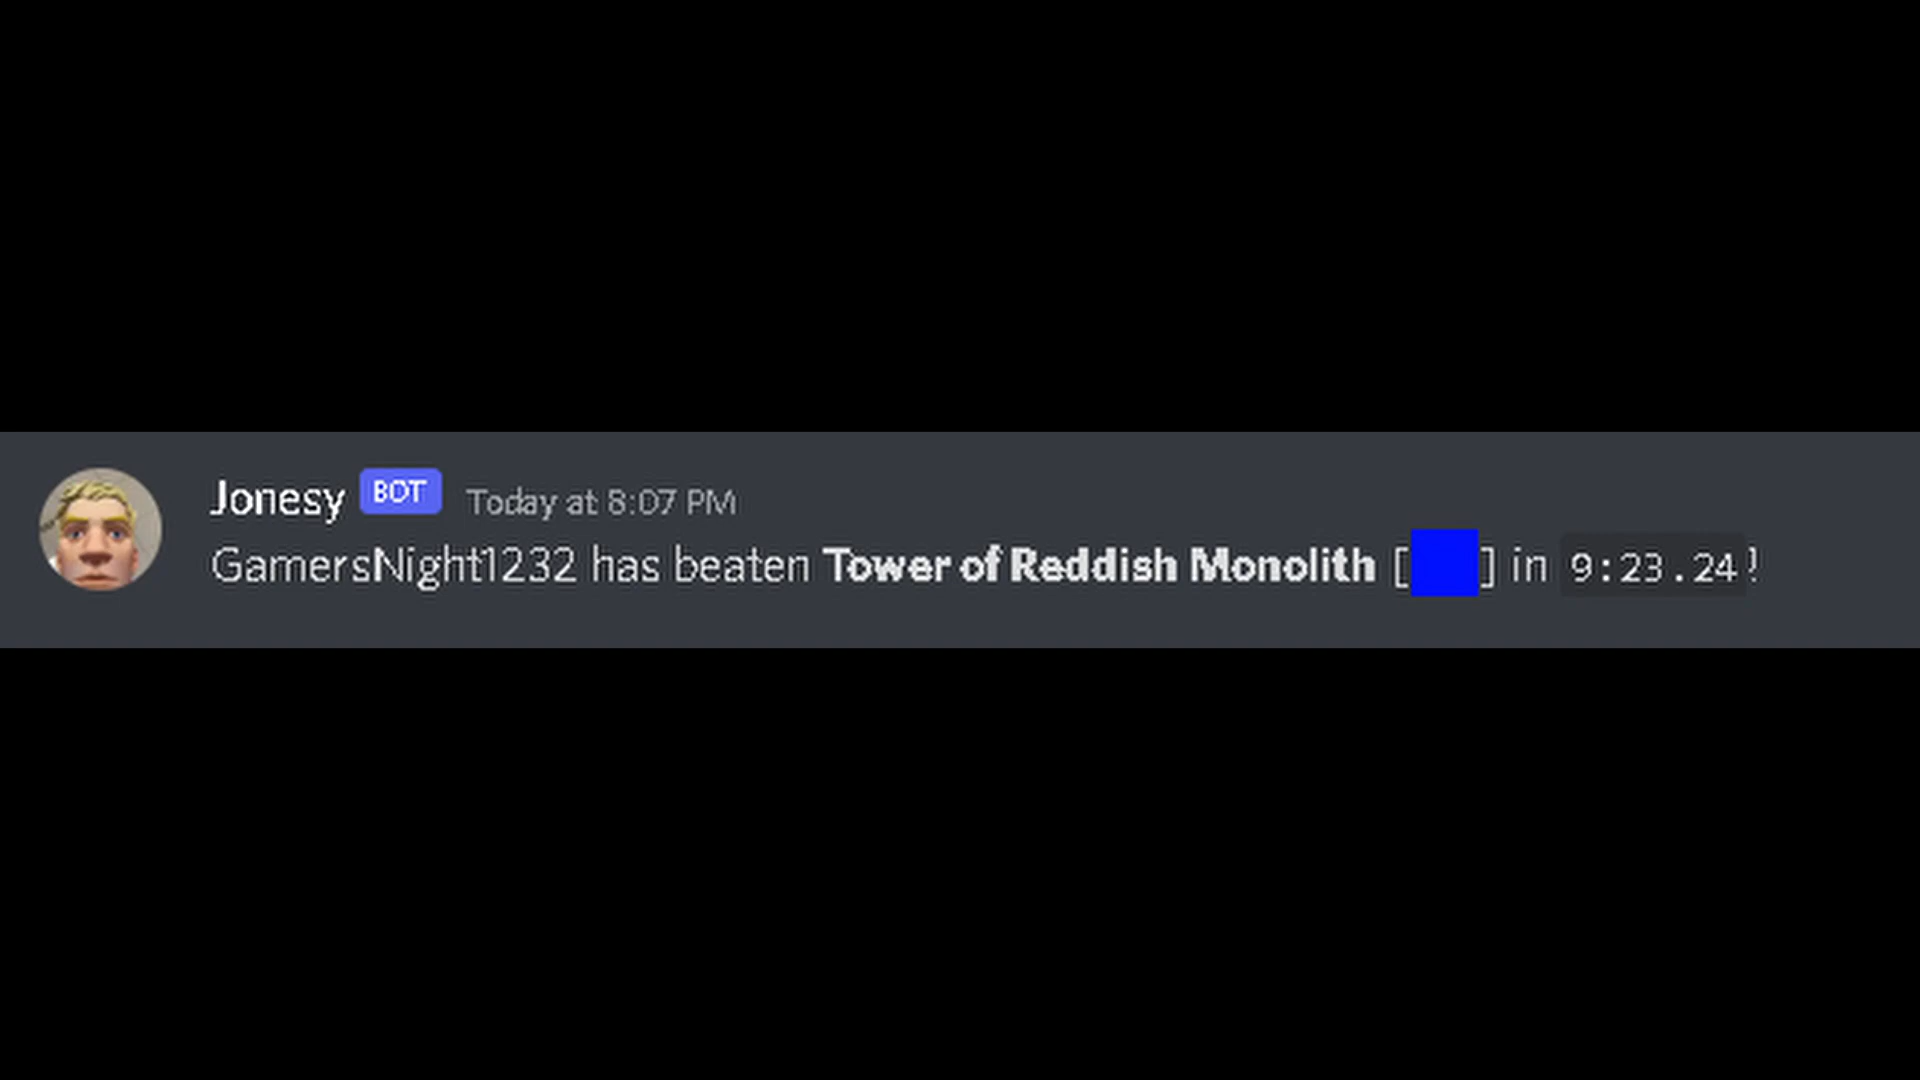 Jonesy BOT Today at 8:07 PM
GamersNight1232 has beaten Tower of Reddish Monolith [ ] in 9:23.24!